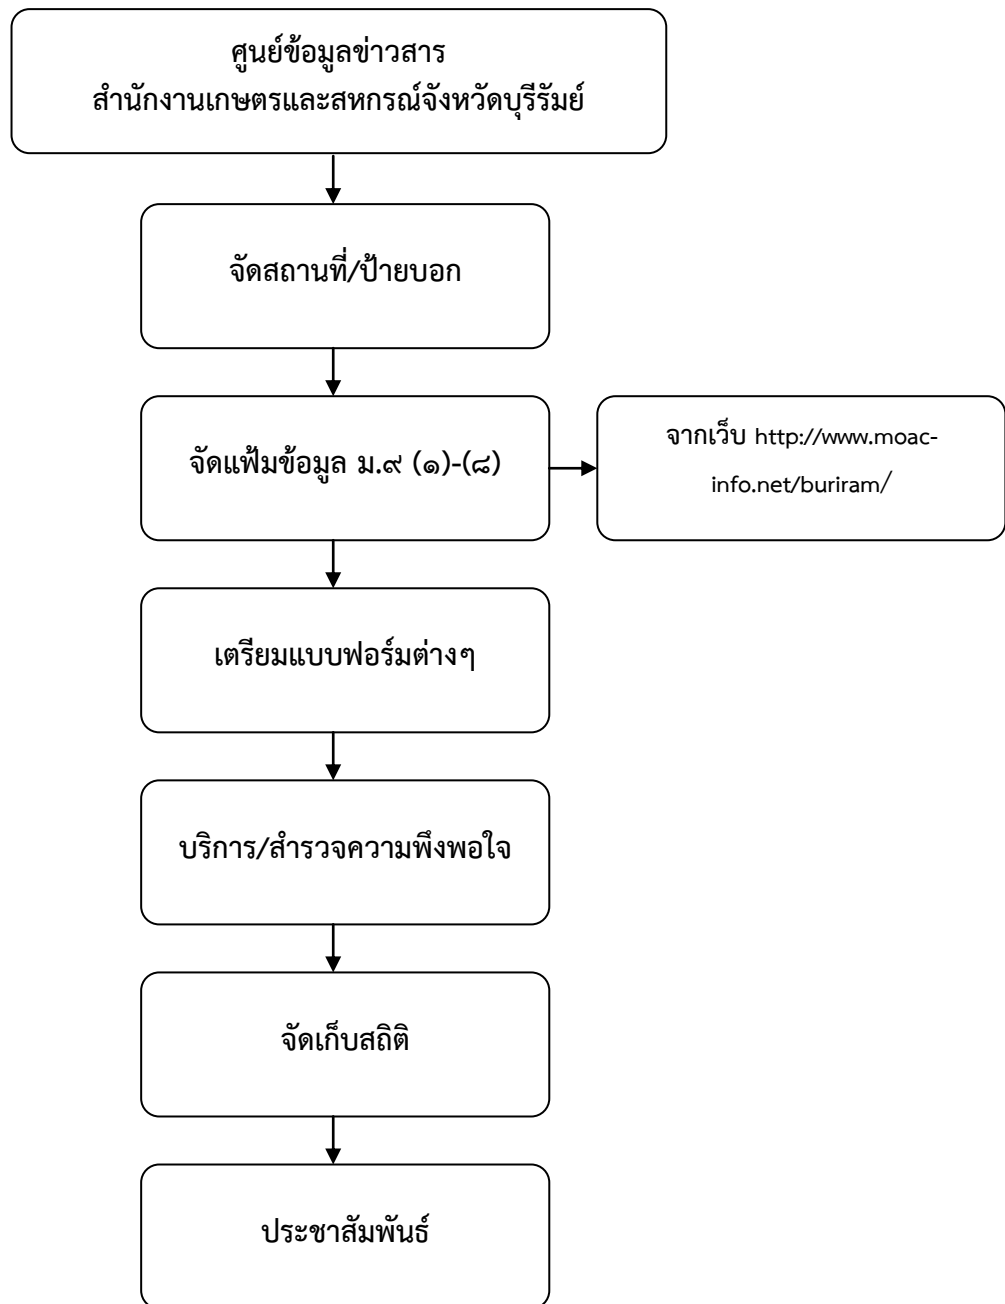 ศูนย์ข้อมูลข่าวสาร
สำนักงานเกษตรและสหกรณ์จังหวัดบุรีรัมย์
จัดสถานที่/ป้ายบอก
จัดแฟ้มข้อมูล ม.๙ (๑)-(๘)
จากเว็บ http://www.moac-
info.net/buriram/
เตรียมแบบฟอร์มต่างๆ
บริการ/สำรวจความพึงพอใจ
จัดเก็บสถิติ
ประชาสัมพันธ์